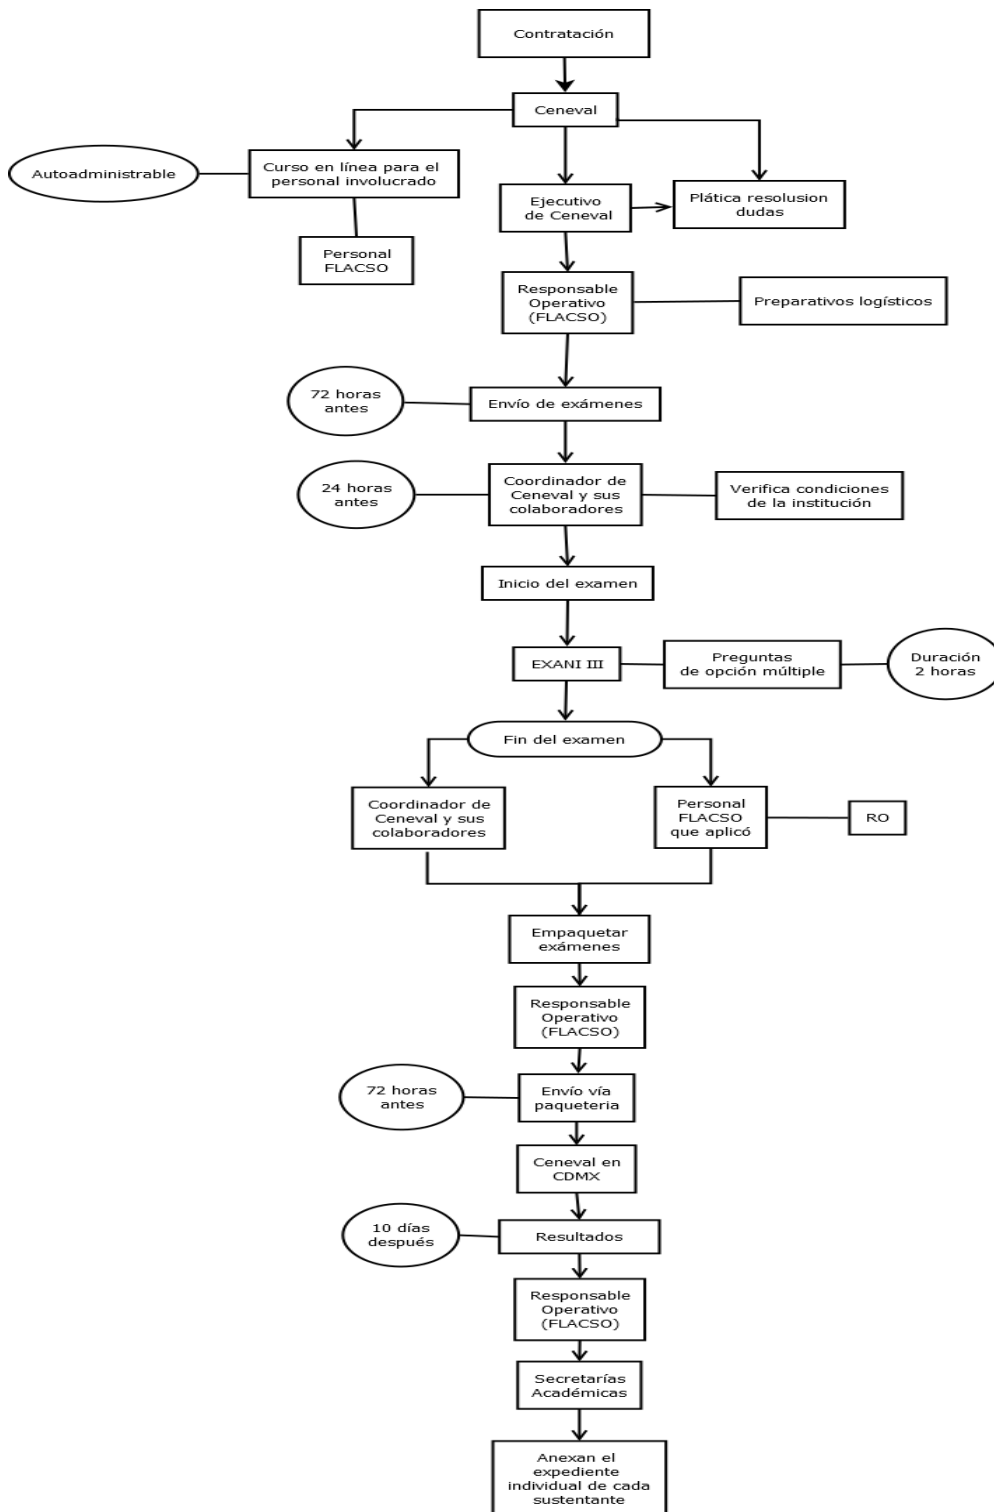 Contratación
Ceneval
Autoadministrable
Curso en línea para el
personal involucrado
Ejecutivo
de Ceneval
Plática resolusion
dudas
Personal
FLACSO
Responsable
Operativo
(FLACSO)
Preparativos logísticos
72 horas
antes
Envío de exámenes
24 horas
antes
Coordinador de
Ceneval y sus
colaboradores
Verifica condiciones
de la institución
Inicio del examen
EXANI III
Preguntas
de opción múltiple
Duración
2 horas
Fin del examen
Coordinador de
Ceneval y sus
colaboradores
Personal
FLACSO
que aplicó
RO
Empaquetar
exámenes
Responsable
Operativo
(FLACSO)
72 horas
antes
Envío vía
paqueteria
Ceneval en
CDMX
10 días
después
Resultados
Responsable
Operativo
(FLACSO)
Secretarías
Académicas
Anexan el
expediente
individual de cada
sustentante